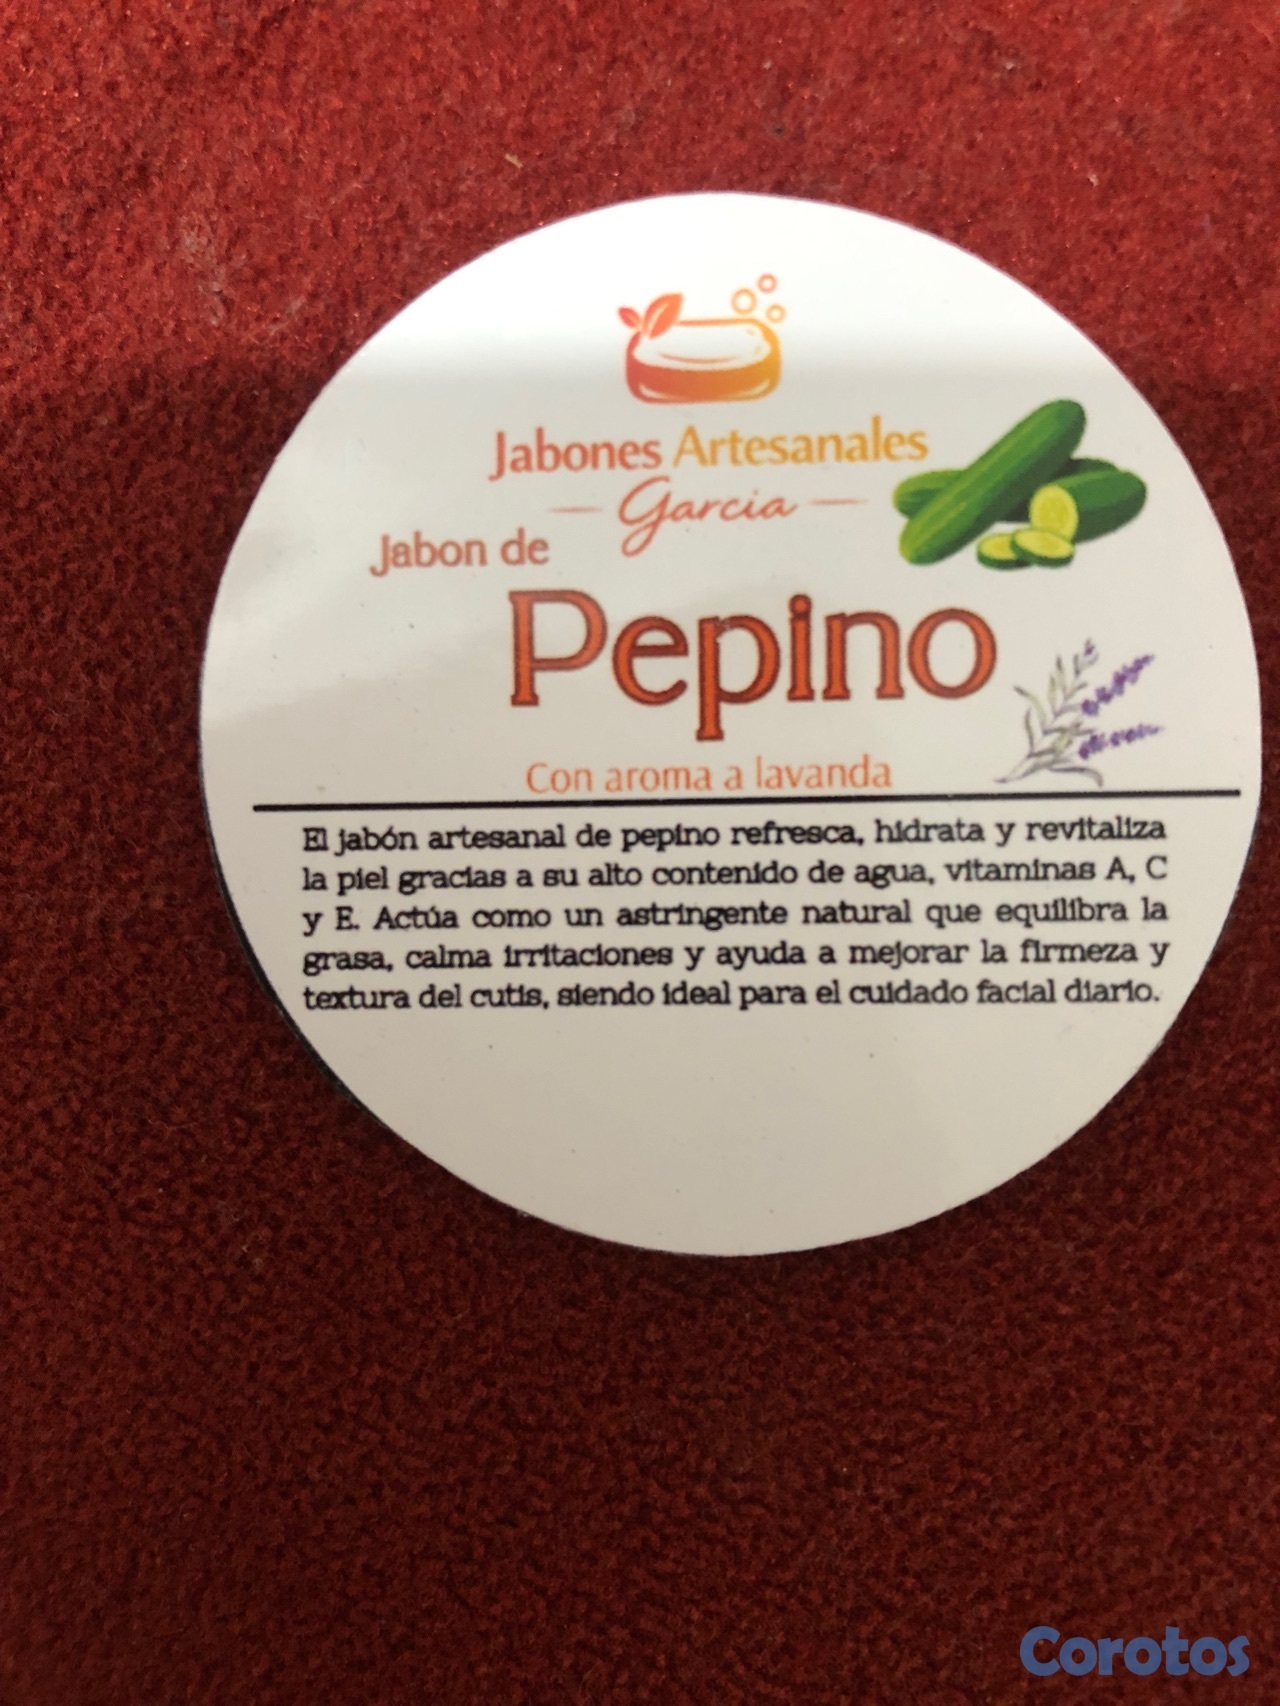 Jabones Artesanales
Garcia
Jabon de
Pepino
Con aroma a lavanda
El jabón artesanal de pepino refresca, hidrata y revitaliza
la piel gracias a su alto contenido de agua, vitaminas A, C
y E. Actúa como un astringente natural que equilibra la
grasa, calma irritaciones y ayuda a mejorar la firmeza y
textura del cutis, siendo ideal para el cuidado facial diario.
Corotos